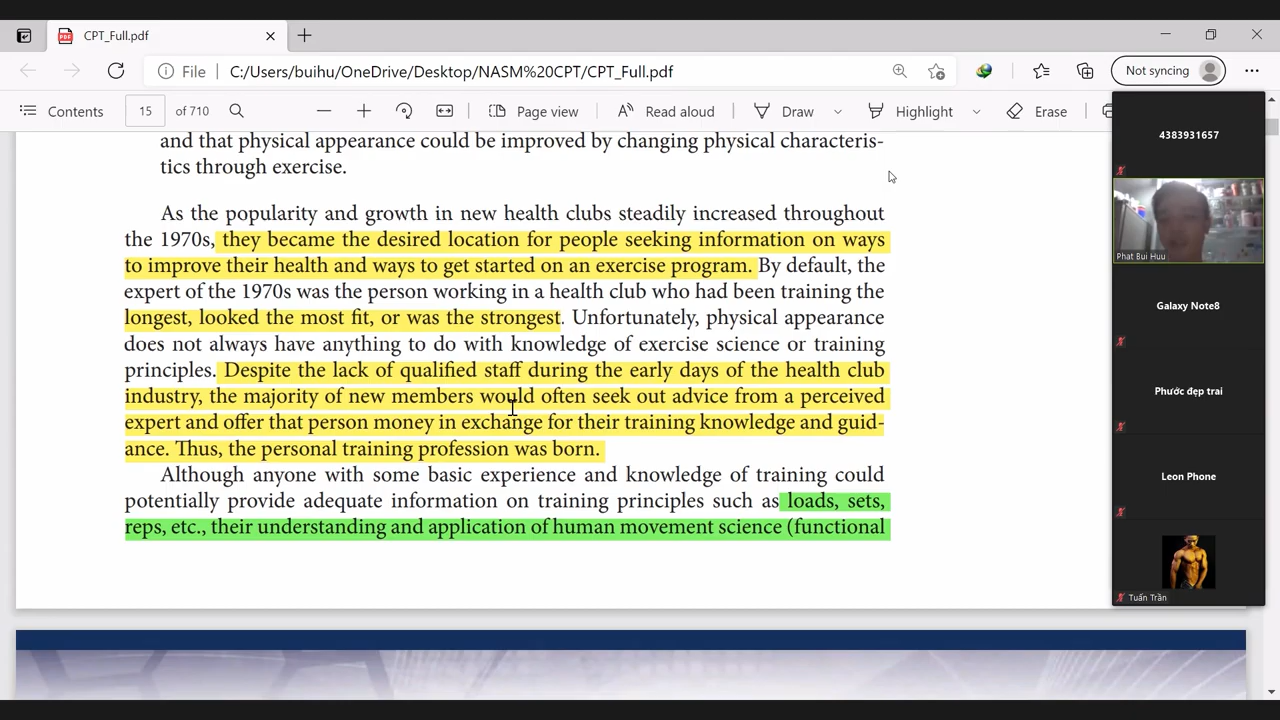 CPT_Full.pdf
Not syncing
File
C:/Users/buihu/OneDrive/Desktop/NASM%20CPT/CPT_Full.pdf
Contents
15
of 710
Page view
Read aloud
Draw
Highlight
Erase
and that physical appearance could be improved by changing physical characteris-
tics through exercise.
As the popularity and growth in new health clubs steadily increased throughout
the 1970s, they became the desired location for people seeking information on ways
to improve their health and ways to get started on an exercise program. By default, the
expert of the 1970s was the person working in a health club who had been training the
longest, looked the most fit, or was the strongest. Unfortunately, physical appearance
does not always have anything to do with knowledge of exercise science or training
principles. Despite the lack of qualified staff during the early days of the health club
industry, the majority of new members would often seek out advice from a perceived
expert and offer that person money in exchange for their training knowledge and guid-
ance. Thus, the personal training profession was born.
Although anyone with some basic experience and knowledge of training could
potentially provide adequate information on training principles such as loads, sets,
reps, etc., their understanding and application of human movement science (functional
4383931657
Phat Bui Huu
Galaxy Note8
Phước đẹp trai
Leon Phone
Tuấn Trần